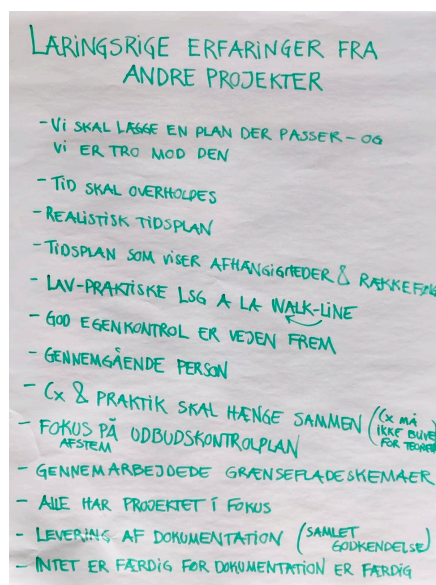 LÆRINGSRIGE ERFARINGER FRA
ANDRE PROJEKTER
- Vi SKAL LÆGGE EN PLAN DER PASSER - OG
Vi ER TRO MOD DEN
- TID SKAL OVERHOLDES
- REALISTISK TIDSPLAN
- TIDSPLAN SOM VISER AFHÆNGIGHEDER & RÆKKEFØLG
- LAV-PRAKTISKE LSG A LA WALK-LINE
- GOD EGENKONTROL ER VEJEN FREM
- GENNEMGÅENDE PERSON
- Cx & PRAKTIK SKAL HÆNGE SAMMEN (Cx MÅ
IKKE BLIVE
FOR TEORE
- FOKUS PÅ UDBUDSKONTROLPLAN
AFSTEM
- GENNEMARBEJDEDE GRÆNSEFLADESKEMAER
- ALLE HAR PROJEKTET I FOKUS
- LEVERING AF DOKUMENTATION (SAMLET
GODKENDELSE)
- INTET ER FÆRDIG FØR DOKUMENTATION ER FÆRDIG